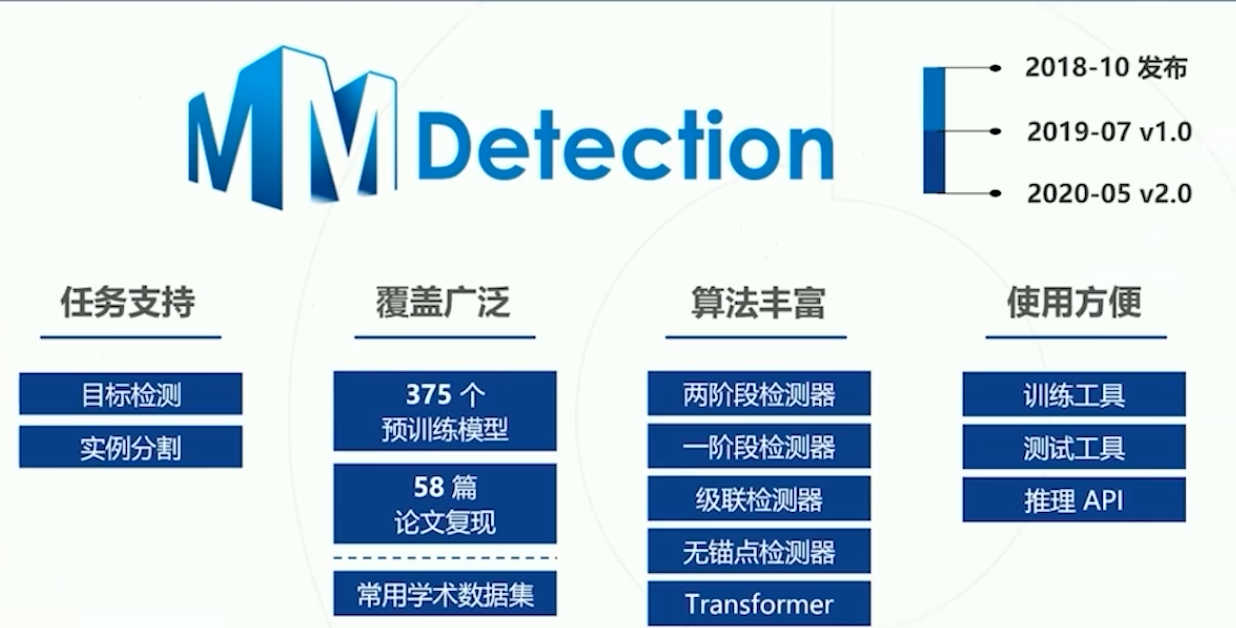 MM Detection
2018-10 发布
2019-07 v1.0
2020-05 v2.0
任务支持
目标检测
实例分割
覆盖广泛
375 个
预训练模型
58 篇
论文复现
常用学术数据集
算法丰富
两阶段检测器
一阶段检测器
级联检测器
无锚点检测器
Transformer
使用方便
训练工具
测试工具
推理 API